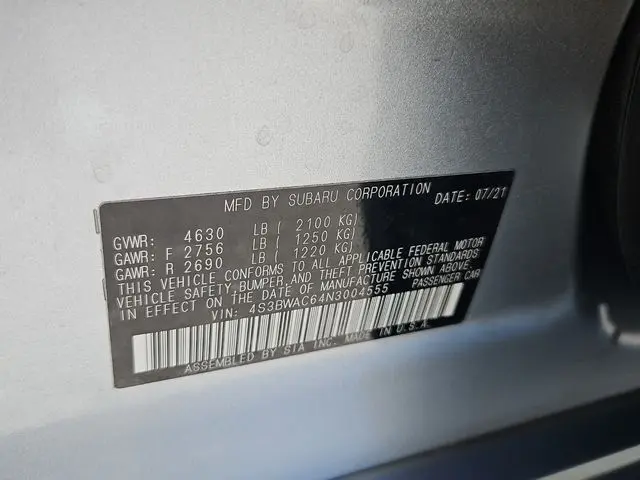 MFD BY SUBARU CORPORATION DATE: 07/21
GVWR: 4630 LB ( 2100 KG)
GAWR: F 2756 LB ( 1250 KG)
GAWR: R 2690 LB ( 1220 KG)
THIS VEHICLE CONFORMS TO ALL APPLICABLE FEDERAL MOTOR
VEHICLE SAFETY, BUMPER, AND THEFT PREVENTION STANDARDS
IN EFFECT ON THE DATE OF MANUFACTURE SHOWN ABOVE.
VIN: 4S3BWAC64N3004555 PASSENGER CAR
ASSEMBLED BY SIA INC. MADE IN U.S.A.